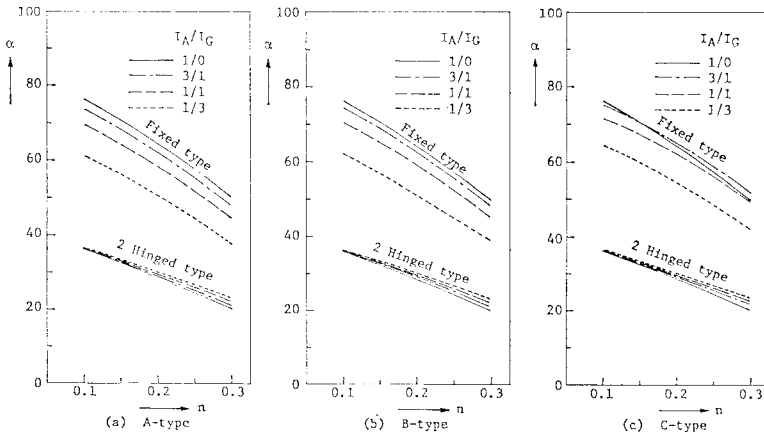 100
80
60
40
20
0
α
I_A/I_G
1/0
3/1
1/1
1/3
Fixed type
2 Hinged type
0.1 0.2 0.3
n
(a) A-type
100
80
60
40
20
0
α
I_A/I_G
1/0
3/1
1/1
1/3
Fixed type
2 Hinged type
0.1 0.2 0.3
n
(b) B-type
100
80
60
40
20
0
α
I_A/I_G
1/0
3/1
1/1
1/3
Fixed type
2 Hinged type
0.1 0.2 0.3
n
(c) C-type